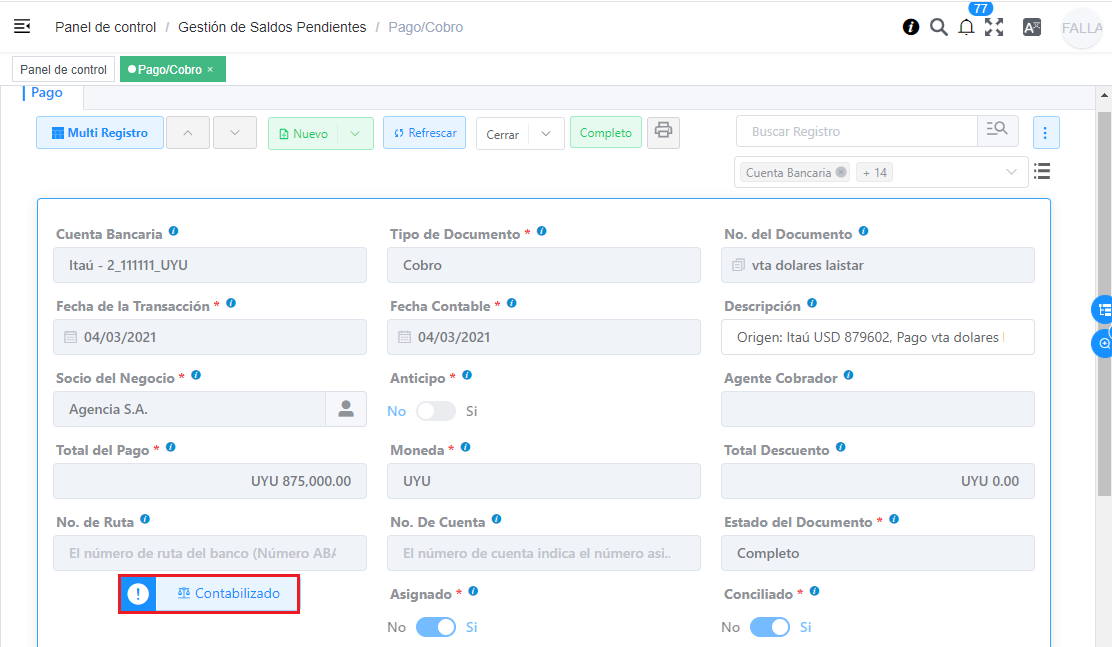 77
Panel de control / Gestión de Saldos Pendientes / Pago/Cobro
FALLA
Panel de control
Pago/Cobro ×
Pago
Multi Registro
Nuevo
Refrescar
Cerrar
Completo
Buscar Registro
Cuenta Bancaria
+ 14
Cuenta Bancaria
Tipo de Documento *
No. del Documento
Itaú - 2_111111_UYU
Cobro
vta dolares laistar
Fecha de la Transacción *
Fecha Contable *
Descripción
04/03/2021
04/03/2021
Origen: Itaú USD 879602, Pago vta dolares
Socio del Negocio *
Anticipo *
Agente Cobrador
Agencia S.A.
No
Si
Total del Pago *
Moneda *
Total Descuento
UYU 875,000.00
UYU
UYU 0.00
No. de Ruta
No. De Cuenta
Estado del Documento *
El número de ruta del banco (Número ABA
El número de cuenta indica el número asi..
Completo
Contabilizado
Asignado *
Conciliado *
No
Si
No
Si